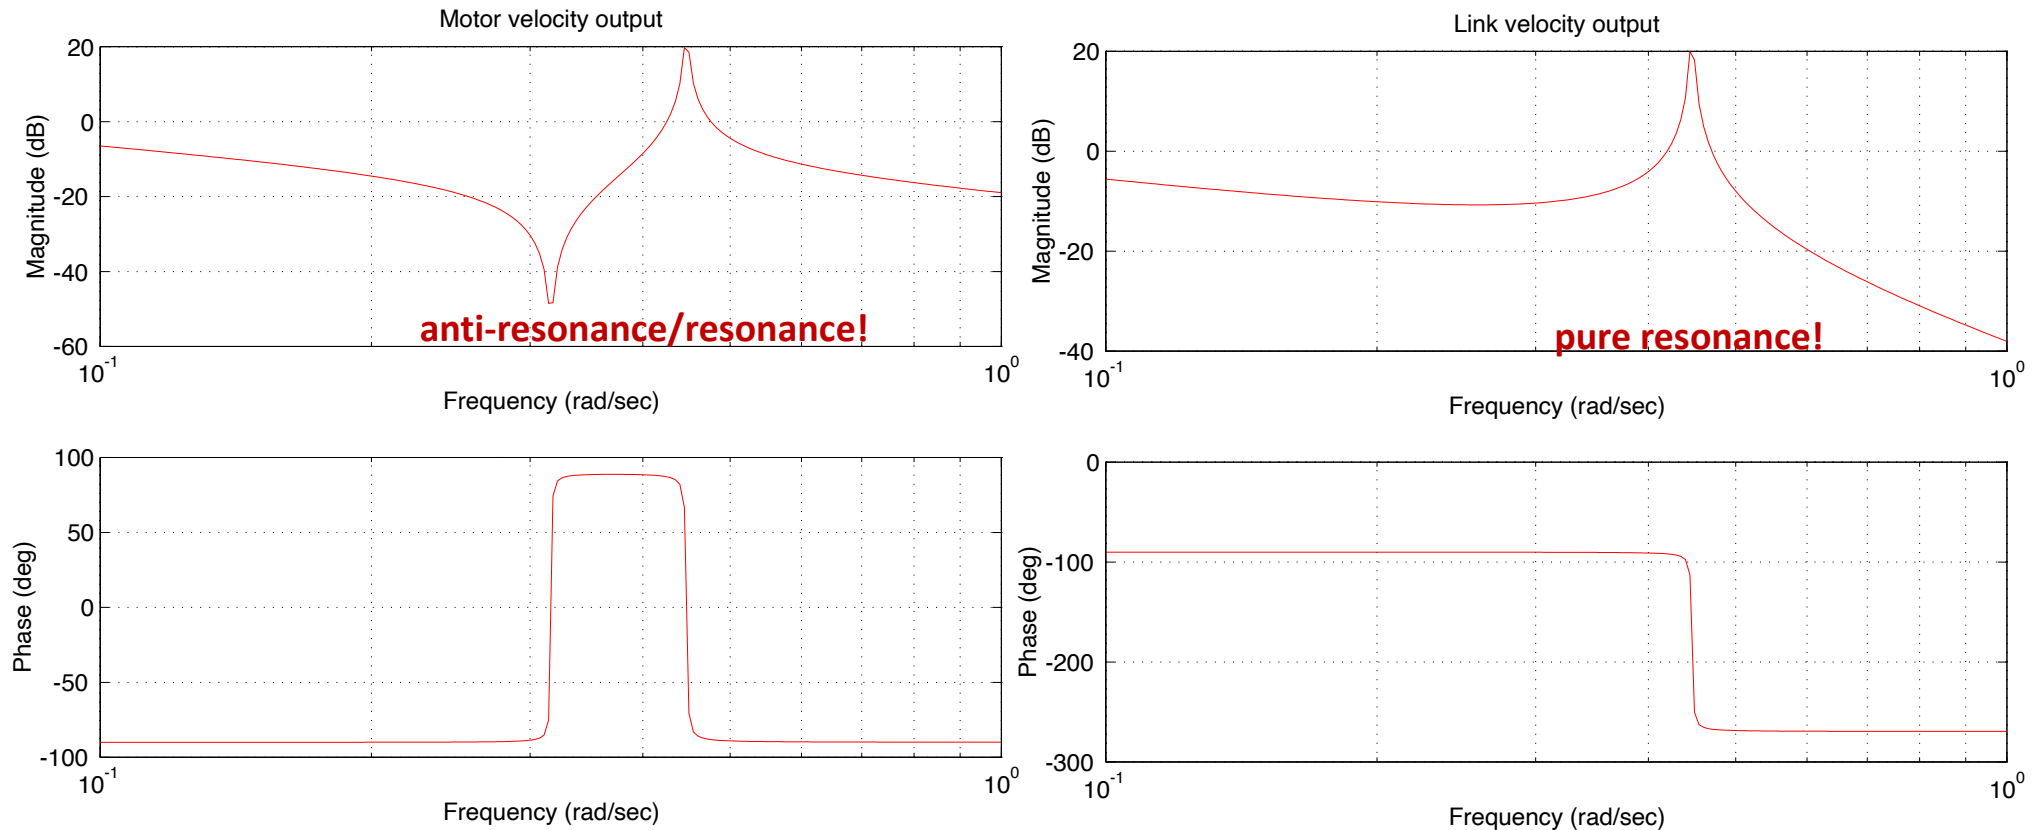 Motor velocity output
20
0
-20
-40
-60
Magnitude (dB)
anti-resonance/resonance!
10-1
100
Frequency (rad/sec)
Link velocity output
20
0
-20
-40
Magnitude (dB)
pure resonance!
10-1
100
Frequency (rad/sec)
100
50
0
-50
-100
Phase (deg)
10-1
100
Frequency (rad/sec)
0
-100
-200
-300
Phase (deg)
10-1
100
Frequency (rad/sec)